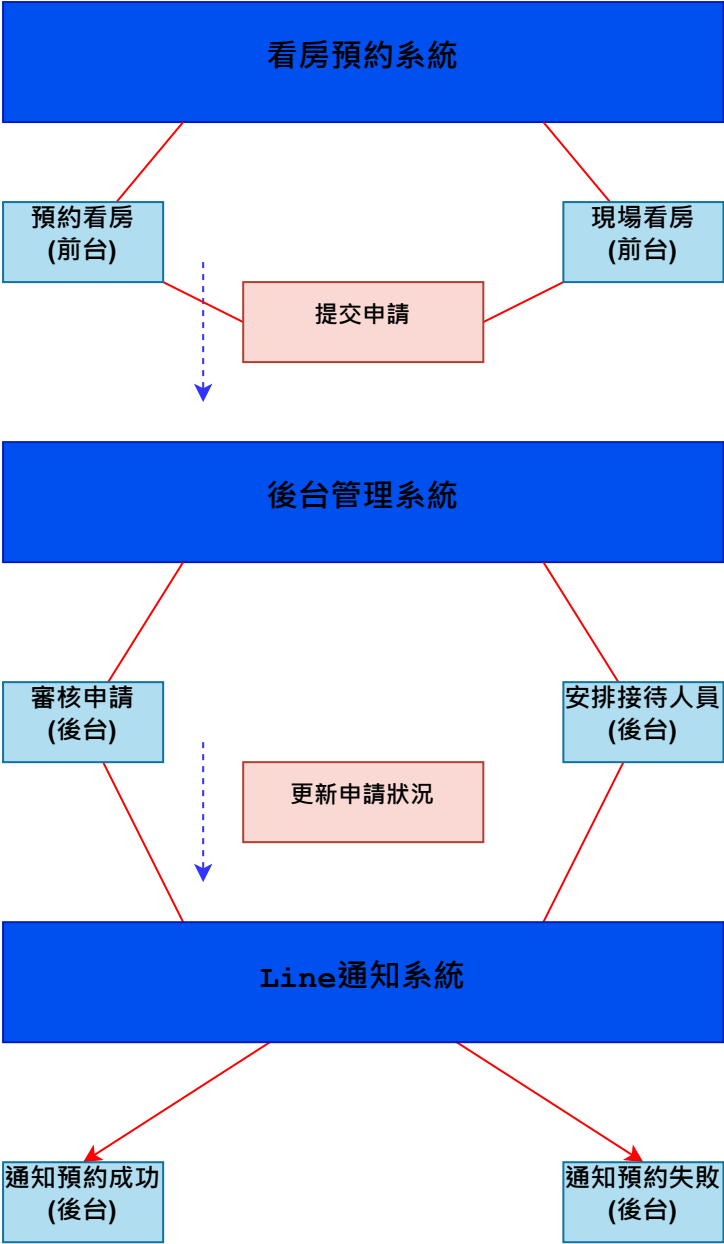 看房預約系統
預約看房
(前台)
現場看房
(前台)
提交申請
後台管理系統
審核申請
(後台)
安排接待人員
(後台)
更新申請狀況
Line通知系統
通知預約成功
(後台)
通知預約失敗
(後台)